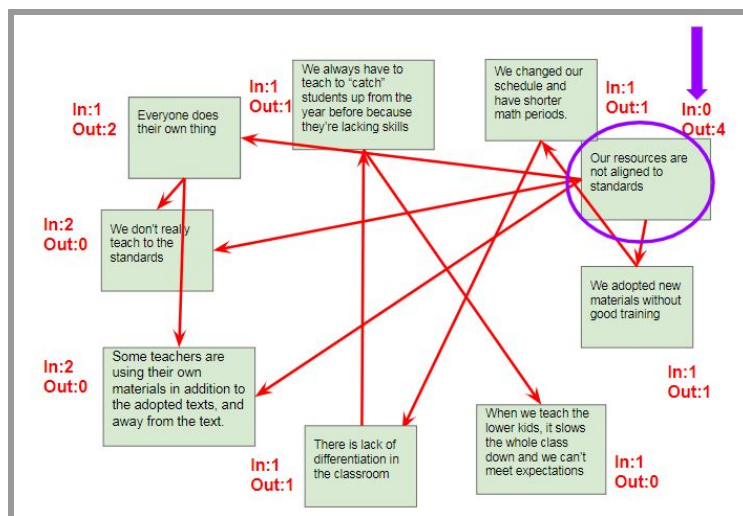 In:1
Out:2
Everyone does
their own thing
In:1
Out:1
We always have to
teach to “catch”
students up from the
year before because
they're lacking skills
We changed our
schedule and
have shorter
math periods.
In:1
Out:1
In:0
Out:4
Our resources are
not aligned to
standards
In:2
Out:0
We don't really
teach to the
standards
We adopted new
materials without
good training
In:1
Out:1
In:2
Out:0
Some teachers are
using their own
materials in addition to
the adopted texts, and
away from the text.
In:1
Out:1
There is lack of
differentiation in
the classroom
When we teach the
lower kids, it slows
the whole class
down and we can't
meet expectations
In:1
Out:0